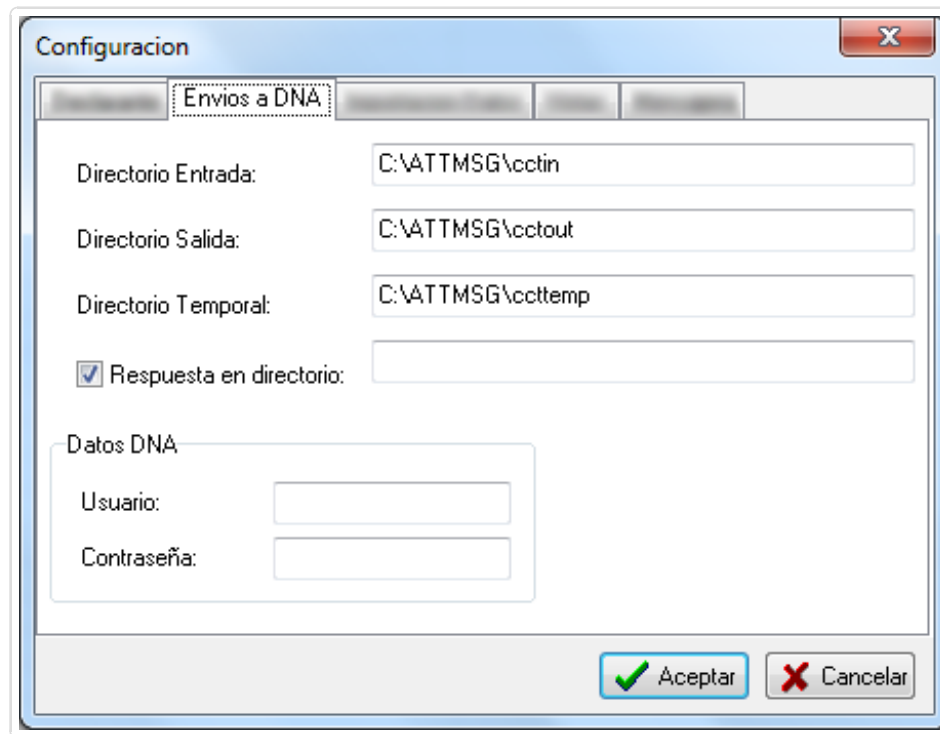 Configuracion
Envios a DNA
Directorio Entrada: C:\ATTMSG\cctin
Directorio Salida: C:\ATTMSG\cctout
Directorio Temporal: C:\ATTMSG\ccttemp
Respuesta en directorio:
Datos DNA
Usuario:
Contraseña:
Aceptar Cancelar